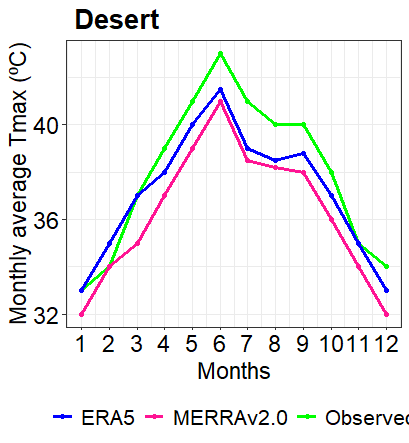 Desert
Monthly average Tmax (ºC)
40
36
32
1 2 3 4 5 6 7 8 9 10 11 12
Months
ERA5 MERRAv2.0 Observed